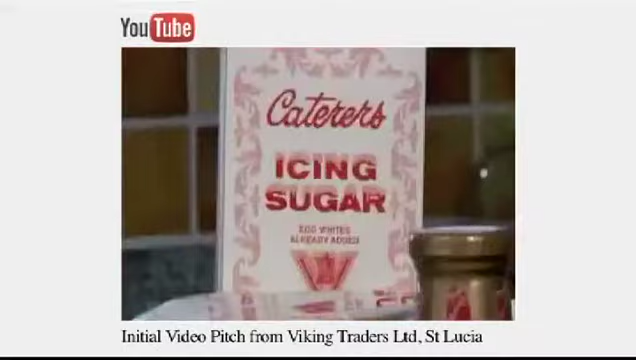 YouTube
Caterers
ICING
SUGAR
EGG WHITES
ALREADY ADDED
Initial Video Pitch from Viking Traders Ltd, St Lucia